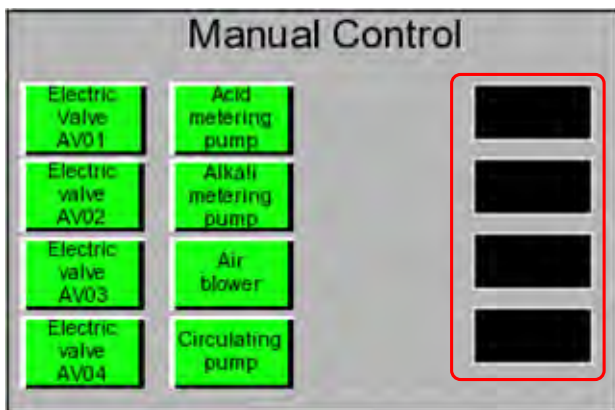 Manual Control
Electric
Valve
AV01
Acid
metering
pump
Electric
valve
AV02
Alkali
metering
pump
Electric
valve
AV03
Air
blower
Electric
valve
AV04
Circulating
pump